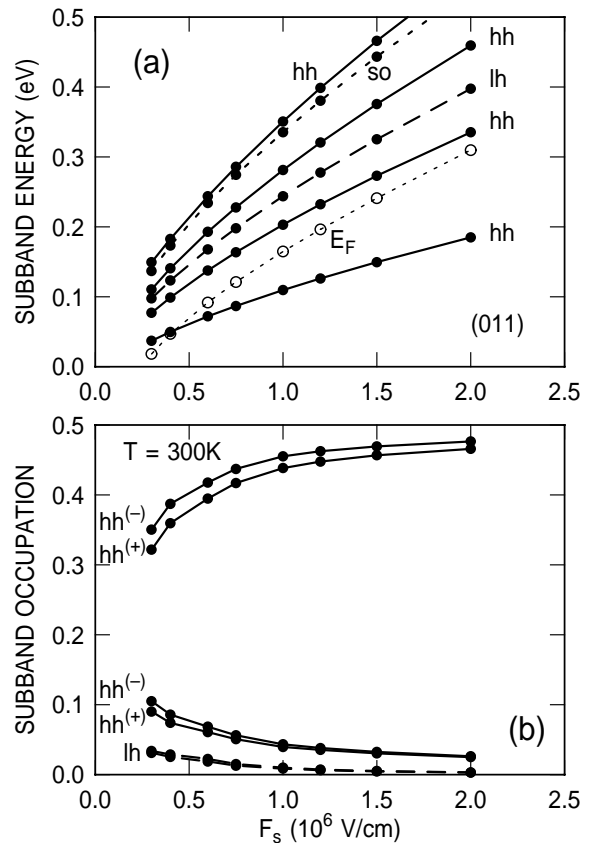 (a)
SUBBAND ENERGY (eV)
0.5
0.4
0.3
0.2
0.1
0.0
hh
so
hh
lh
hh
E_F
hh
(011)
0.0 0.5 1.0 1.5 2.0 2.5
SUBBAND OCCUPATION
0.5
0.4
0.3
0.2
0.1
0.0
T = 300K
hh(–)
hh(+)
hh(–)
hh(+)
lh
(b)
0.0 0.5 1.0 1.5 2.0 2.5
F_s (10^6 V/cm)